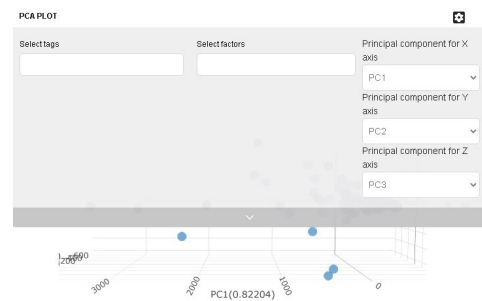 PCA PLOT
Select tags
Select factors
Principal component for X
axis
PC1
Principal component for Y
axis
PC2
Principal component for Z
axis
PC3
3000
2000
1000
0
PC1(0.82204)